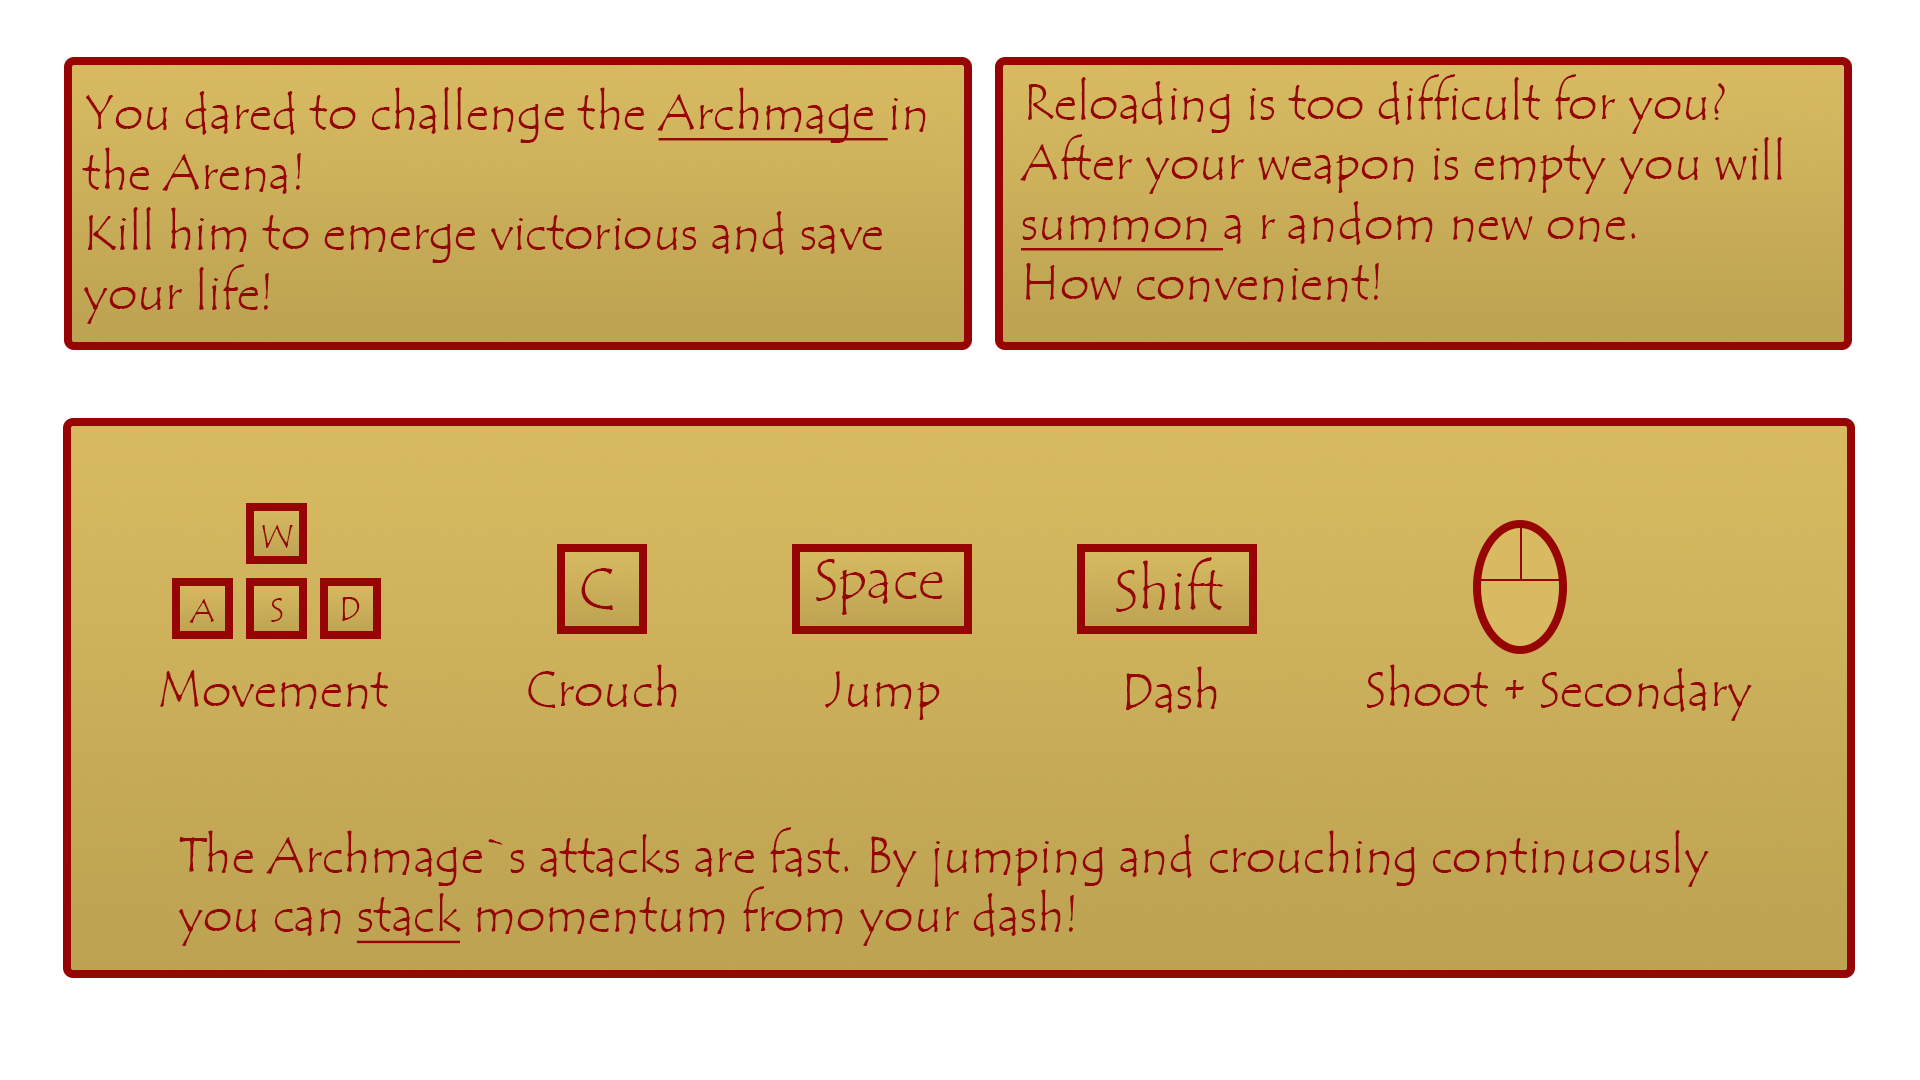 You dared to challenge the Archmage in
the Arena!
Kill him to emerge victorious and save
your life!
Reloading is too difficult for you?
After your weapon is empty you will
summon a r andom new one.
How convenient!
W
A S D
Movement
C
Crouch
Space
Jump
Shift
Dash
Shoot + Secondary
The Archmage`s attacks are fast. By jumping and crouching continuously
you can stack momentum from your dash!